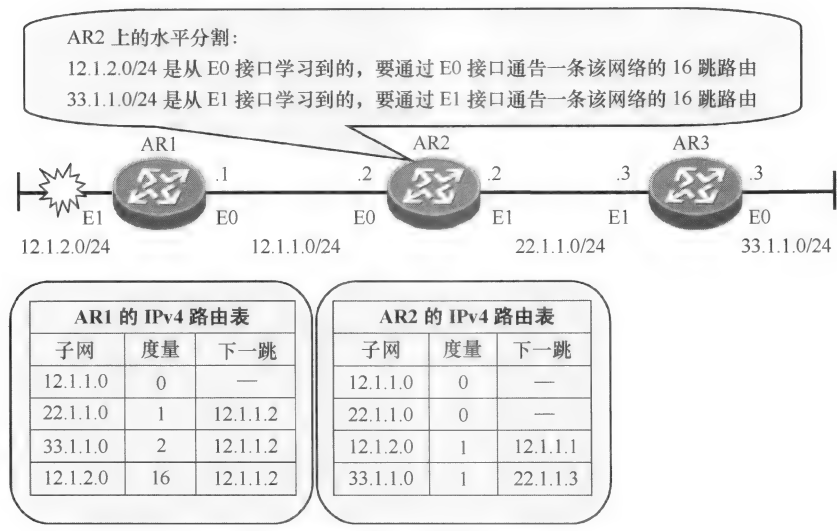 AR2 上的水平分割：
12.1.2.0/24 是从 E0 接口学习到的，要通过 E0 接口通告一条该网络的 16 跳路由
33.1.1.0/24 是从 E1 接口学习到的，要通过 E1 接口通告一条该网络的 16 跳路由
AR1 AR2 AR3
.1 .2 .2 .3 .3
E1 E0 E0 E1 E1 E0
12.1.2.0/24 12.1.1.0/24 22.1.1.0/24 33.1.1.0/24
AR1 的 IPv4 路由表
子网 度量 下一跳
12.1.1.0 0 —
22.1.1.0 1 12.1.1.2
33.1.1.0 2 12.1.1.2
12.1.2.0 16 12.1.1.2
AR2 的 IPv4 路由表
子网 度量 下一跳
12.1.1.0 0 —
22.1.1.0 0 —
12.1.2.0 1 12.1.1.1
33.1.1.0 1 22.1.1.3